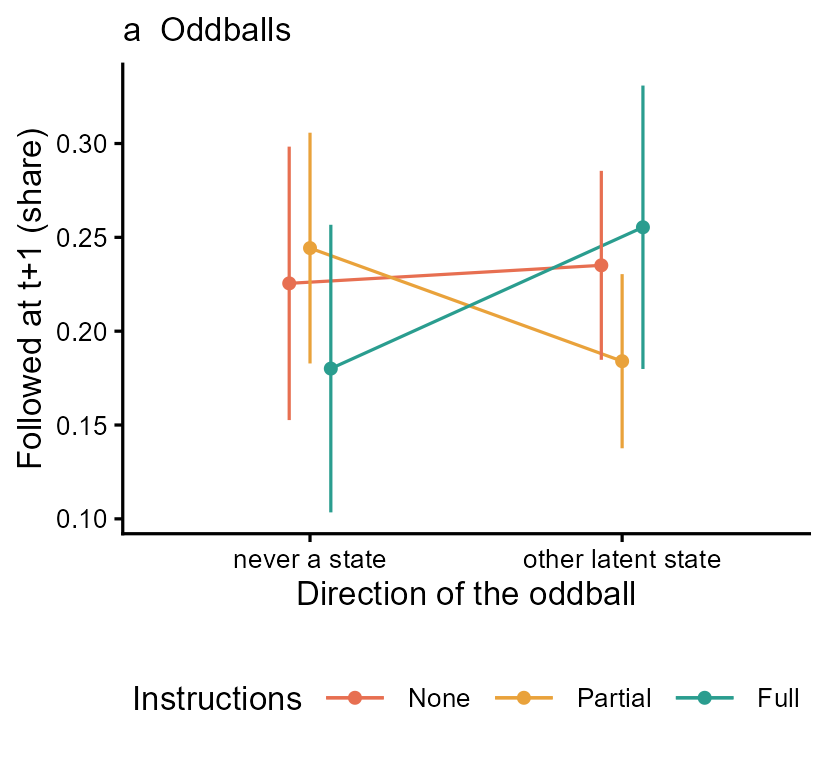 a Oddballs
Followed at t+1 (share)
0.30
0.25
0.20
0.15
0.10
never a state other latent state
Direction of the oddball
Instructions None Partial Full